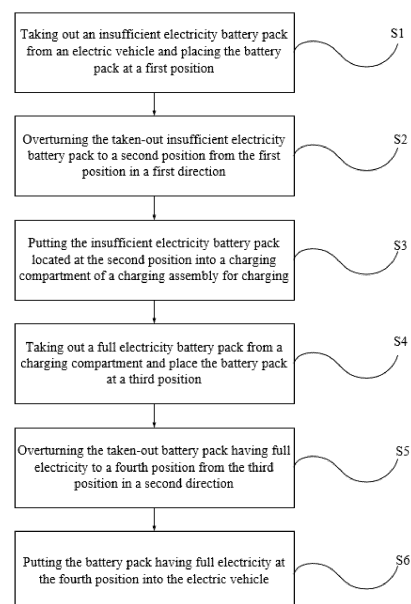 Taking out an insufficient electricity battery pack
from an electric vehicle and placing the battery
pack at a first position
S1
Overturning the taken-out insufficient electricity
battery pack to a second position from the first
position in a first direction
S2
Putting the insufficient electricity battery pack
located at the second position into a charging
compartment of a charging assembly for charging
S3
Taking out a full electricity battery pack from a
charging compartment and place the battery pack
at a third position
S4
Overturning the taken-out battery pack having full
electricity to a fourth position from the third
position in a second direction
S5
Putting the battery pack having full electricity at
the fourth position into the electric vehicle
S6